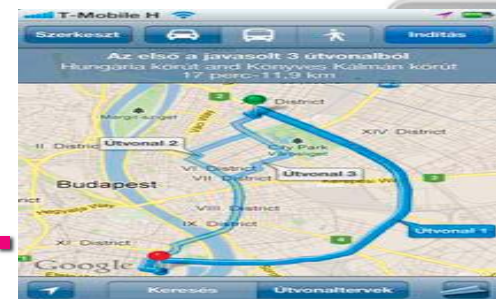 T-Mobile H
Szerkeszt
Indítás
Az első a javasolt 3 útvonalból
Hungária körút and Könyves Kálmán körút
17 perc-11,9 km
District
Margit-sziget
XIV. District
II. District
Útvonal 2
City Park
Városliget
VI. District
Útvonal 3
VII. District
Budapest
VIII. District
IX. District
Útvonal 1
XI. District
Google
Keresés
Útvonaltervek